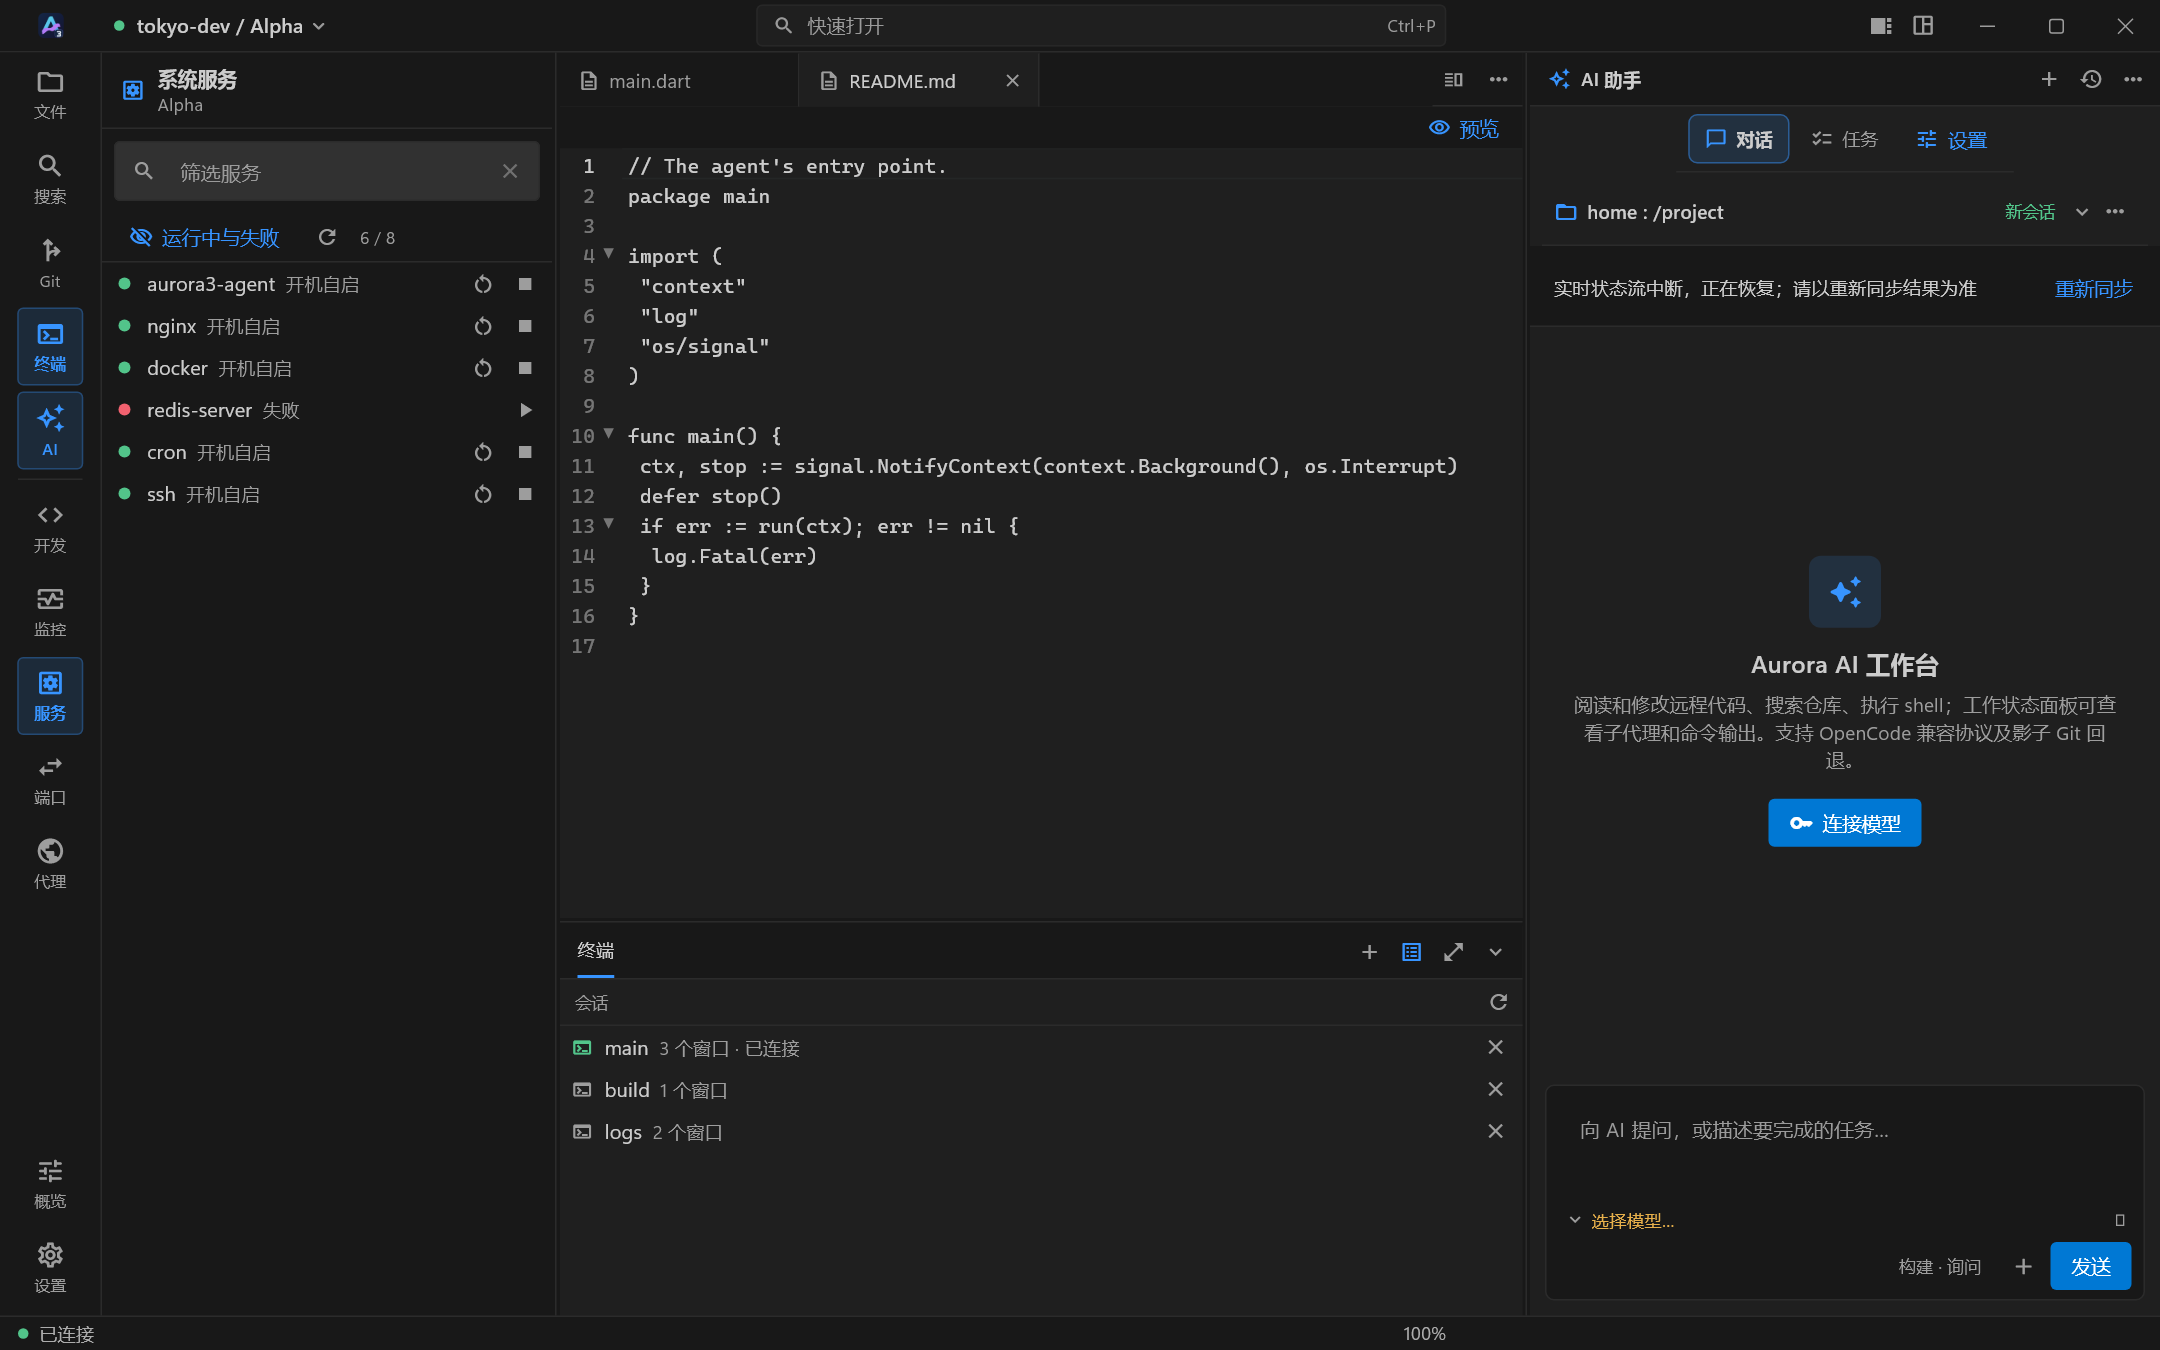 tokyo-dev / Alpha
快速打开
Ctrl+P
文件
搜索
Git
终端
AI
开发
监控
服务
端口
代理
概览
设置
系统服务
Alpha
筛选服务
运行中与失败
6 / 8
aurora3-agent 开机自启
nginx 开机自启
docker 开机自启
redis-server 失败
cron 开机自启
ssh 开机自启
main.dart
README.md
预览
1 // The agent's entry point.
2 package main
3
4 import (
5 "context"
6 "log"
7 "os/signal"
8 )
9
10 func main() {
11 ctx, stop := signal.NotifyContext(context.Background(), os.Interrupt)
12 defer stop()
13 if err := run(ctx); err != nil {
14 log.Fatal(err)
15 }
16 }
17
终端
会话
main 3 个窗口 · 已连接
build 1 个窗口
logs 2 个窗口
AI 助手
对话
任务
设置
home : /project
新会话
实时状态流中断，正在恢复；请以重新同步结果为准
重新同步
Aurora AI 工作台
阅读和修改远程代码、搜索仓库、执行 shell；工作状态面板可查
看子代理和命令输出。支持 OpenCode 兼容协议及影子 Git 回
退。
连接模型
向 AI 提问，或描述要完成的任务...
选择模型...
构建 · 询问
发送
已连接
100%